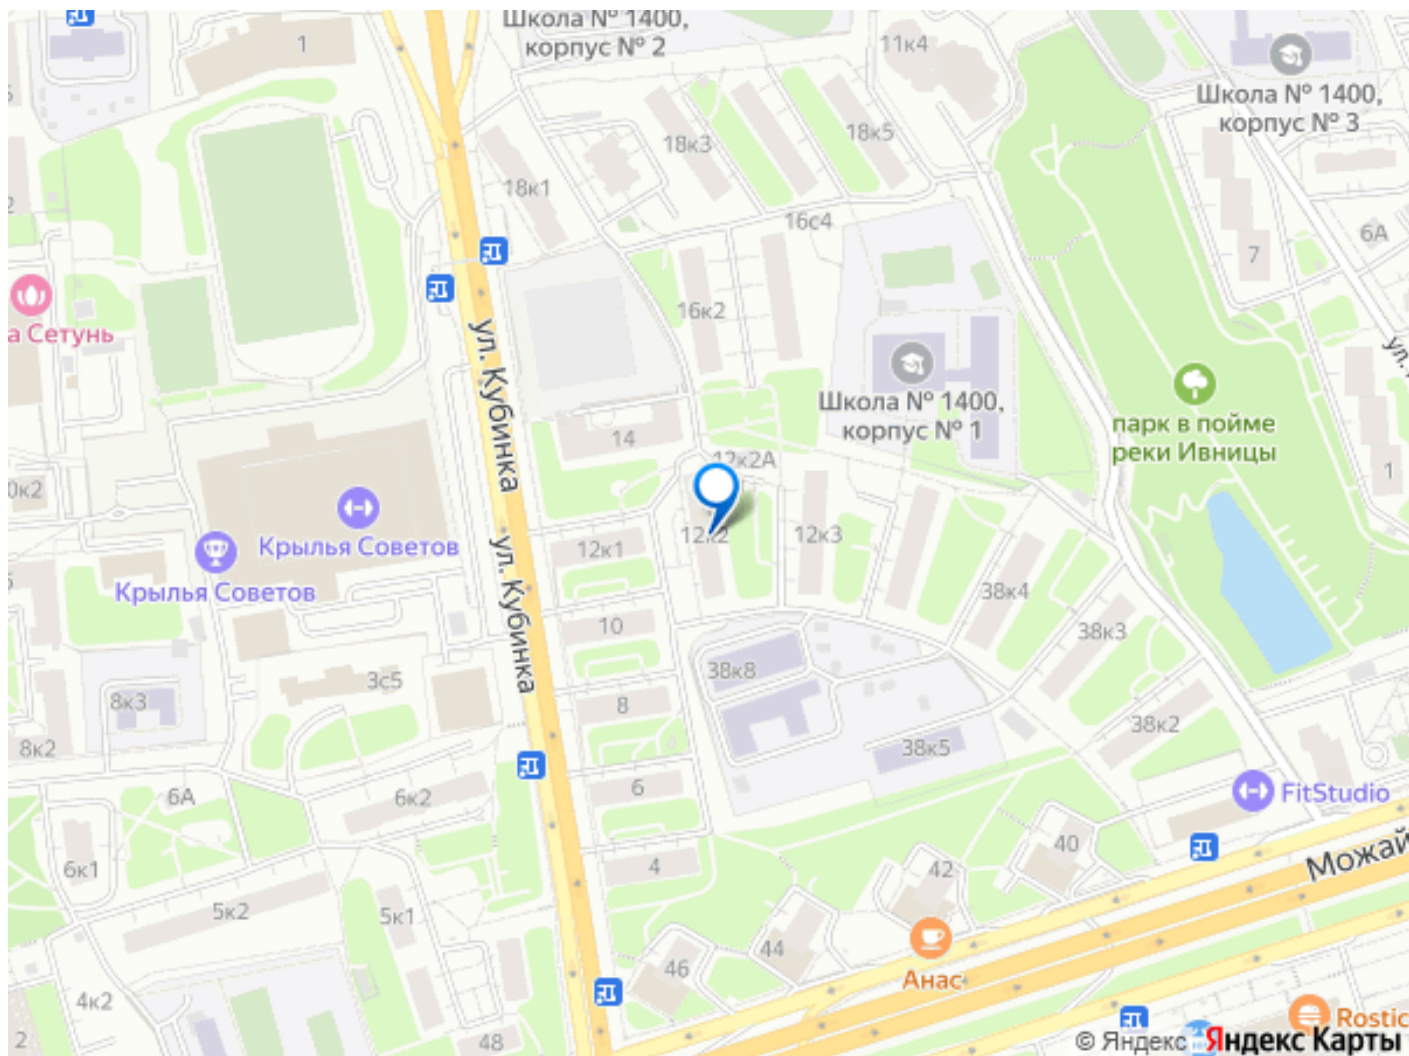 Школа № 1400,
корпус № 2
1
11к4
Школа № 1400,
корпус № 3
18к3
18к5
18к1
16с4
6А
7
а Сетунь
16к2
ул. Кубинка
ул.
Школа № 1400,
корпус № 1
парк в пойме
реки Ивницы
14
12к2А
1
0к2
12к2
12к3
Крылья Советов
12к1
ул. Кубинка
Крылья Советов
38к4
10
38к3
38к8
3с5
8к3
8
38к2
8к2
38к5
6
6А
6к2
FitStudio
40
Можай
4
42
6к1
5к2
5к1
44
46
Анас
4к2
2
48
Rostic
© Яндекс Яндекс Карты